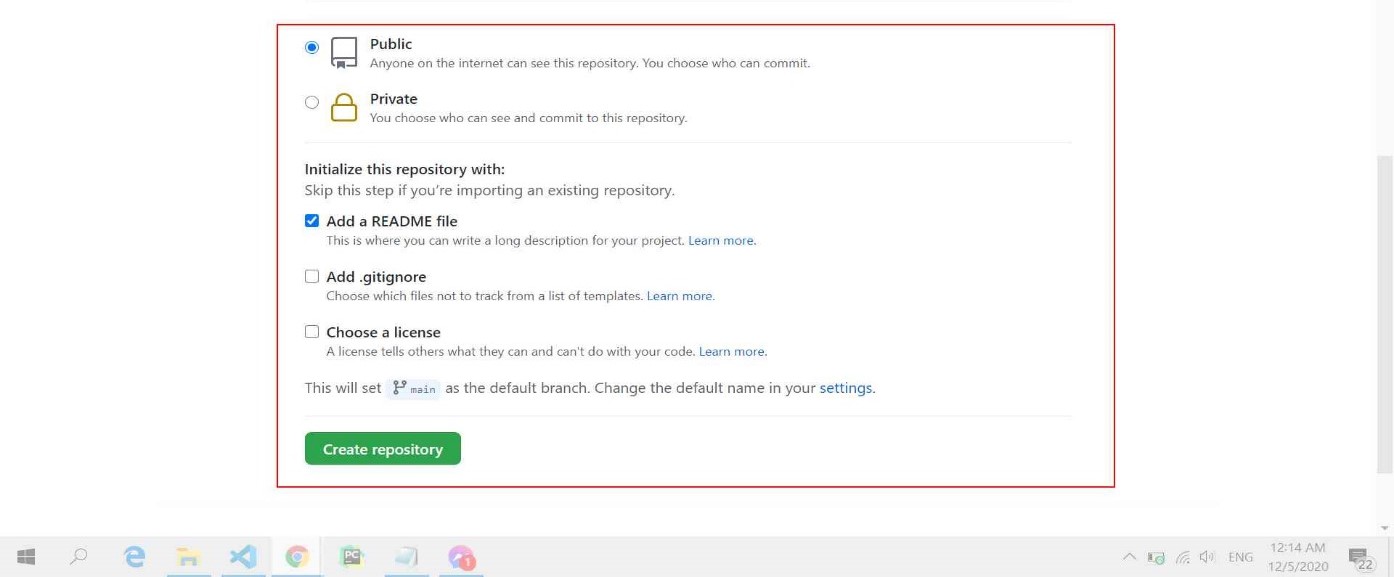 Public
Anyone on the internet can see this repository. You choose who can commit.
Private
You choose who can see and commit to this repository.
Initialize this repository with:
Skip this step if you’re importing an existing repository.
Add a README file
This is where you can write a long description for your project. Learn more.
Add .gitignore
Choose which files not to track from a list of templates. Learn more.
Choose a license
A license tells others what they can and can't do with your code. Learn more.
This will set main as the default branch. Change the default name in your settings.
Create repository
PC
1
ENG
12:14 AM
12/5/2020
22